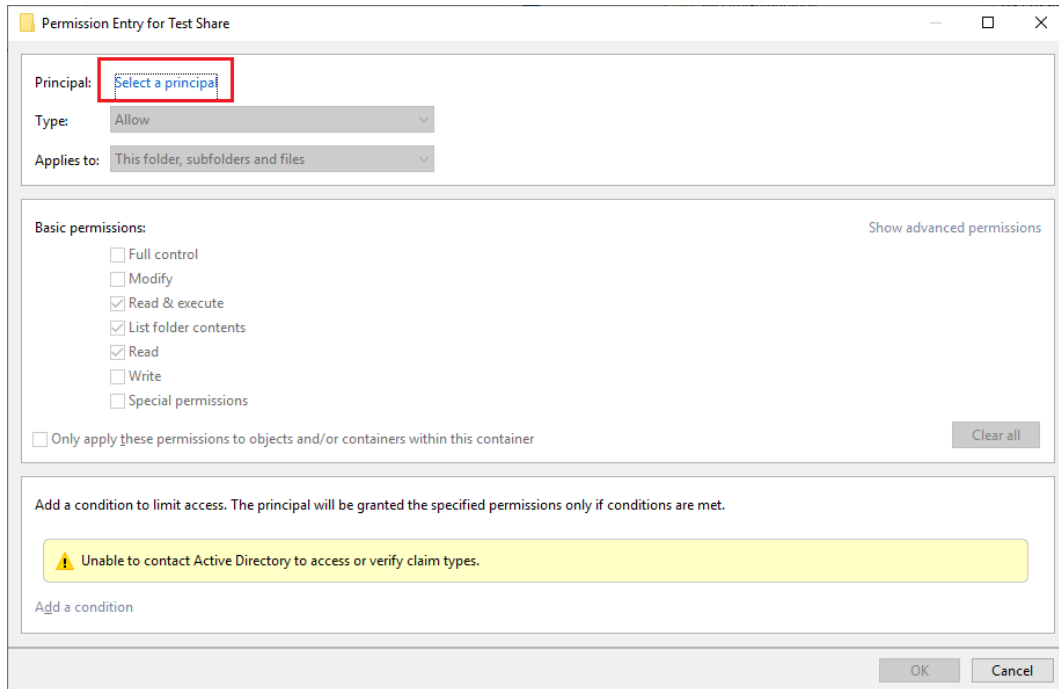 Permission Entry for Test Share
Principal: Select a principal
Type: Allow
Applies to: This folder, subfolders and files
Basic permissions: Show advanced permissions
Full control
Modify
Read & execute
List folder contents
Read
Write
Special permissions
Only apply these permissions to objects and/or containers within this container Clear all
Add a condition to limit access. The principal will be granted the specified permissions only if conditions are met.
Unable to contact Active Directory to access or verify claim types.
Add a condition
OK Cancel